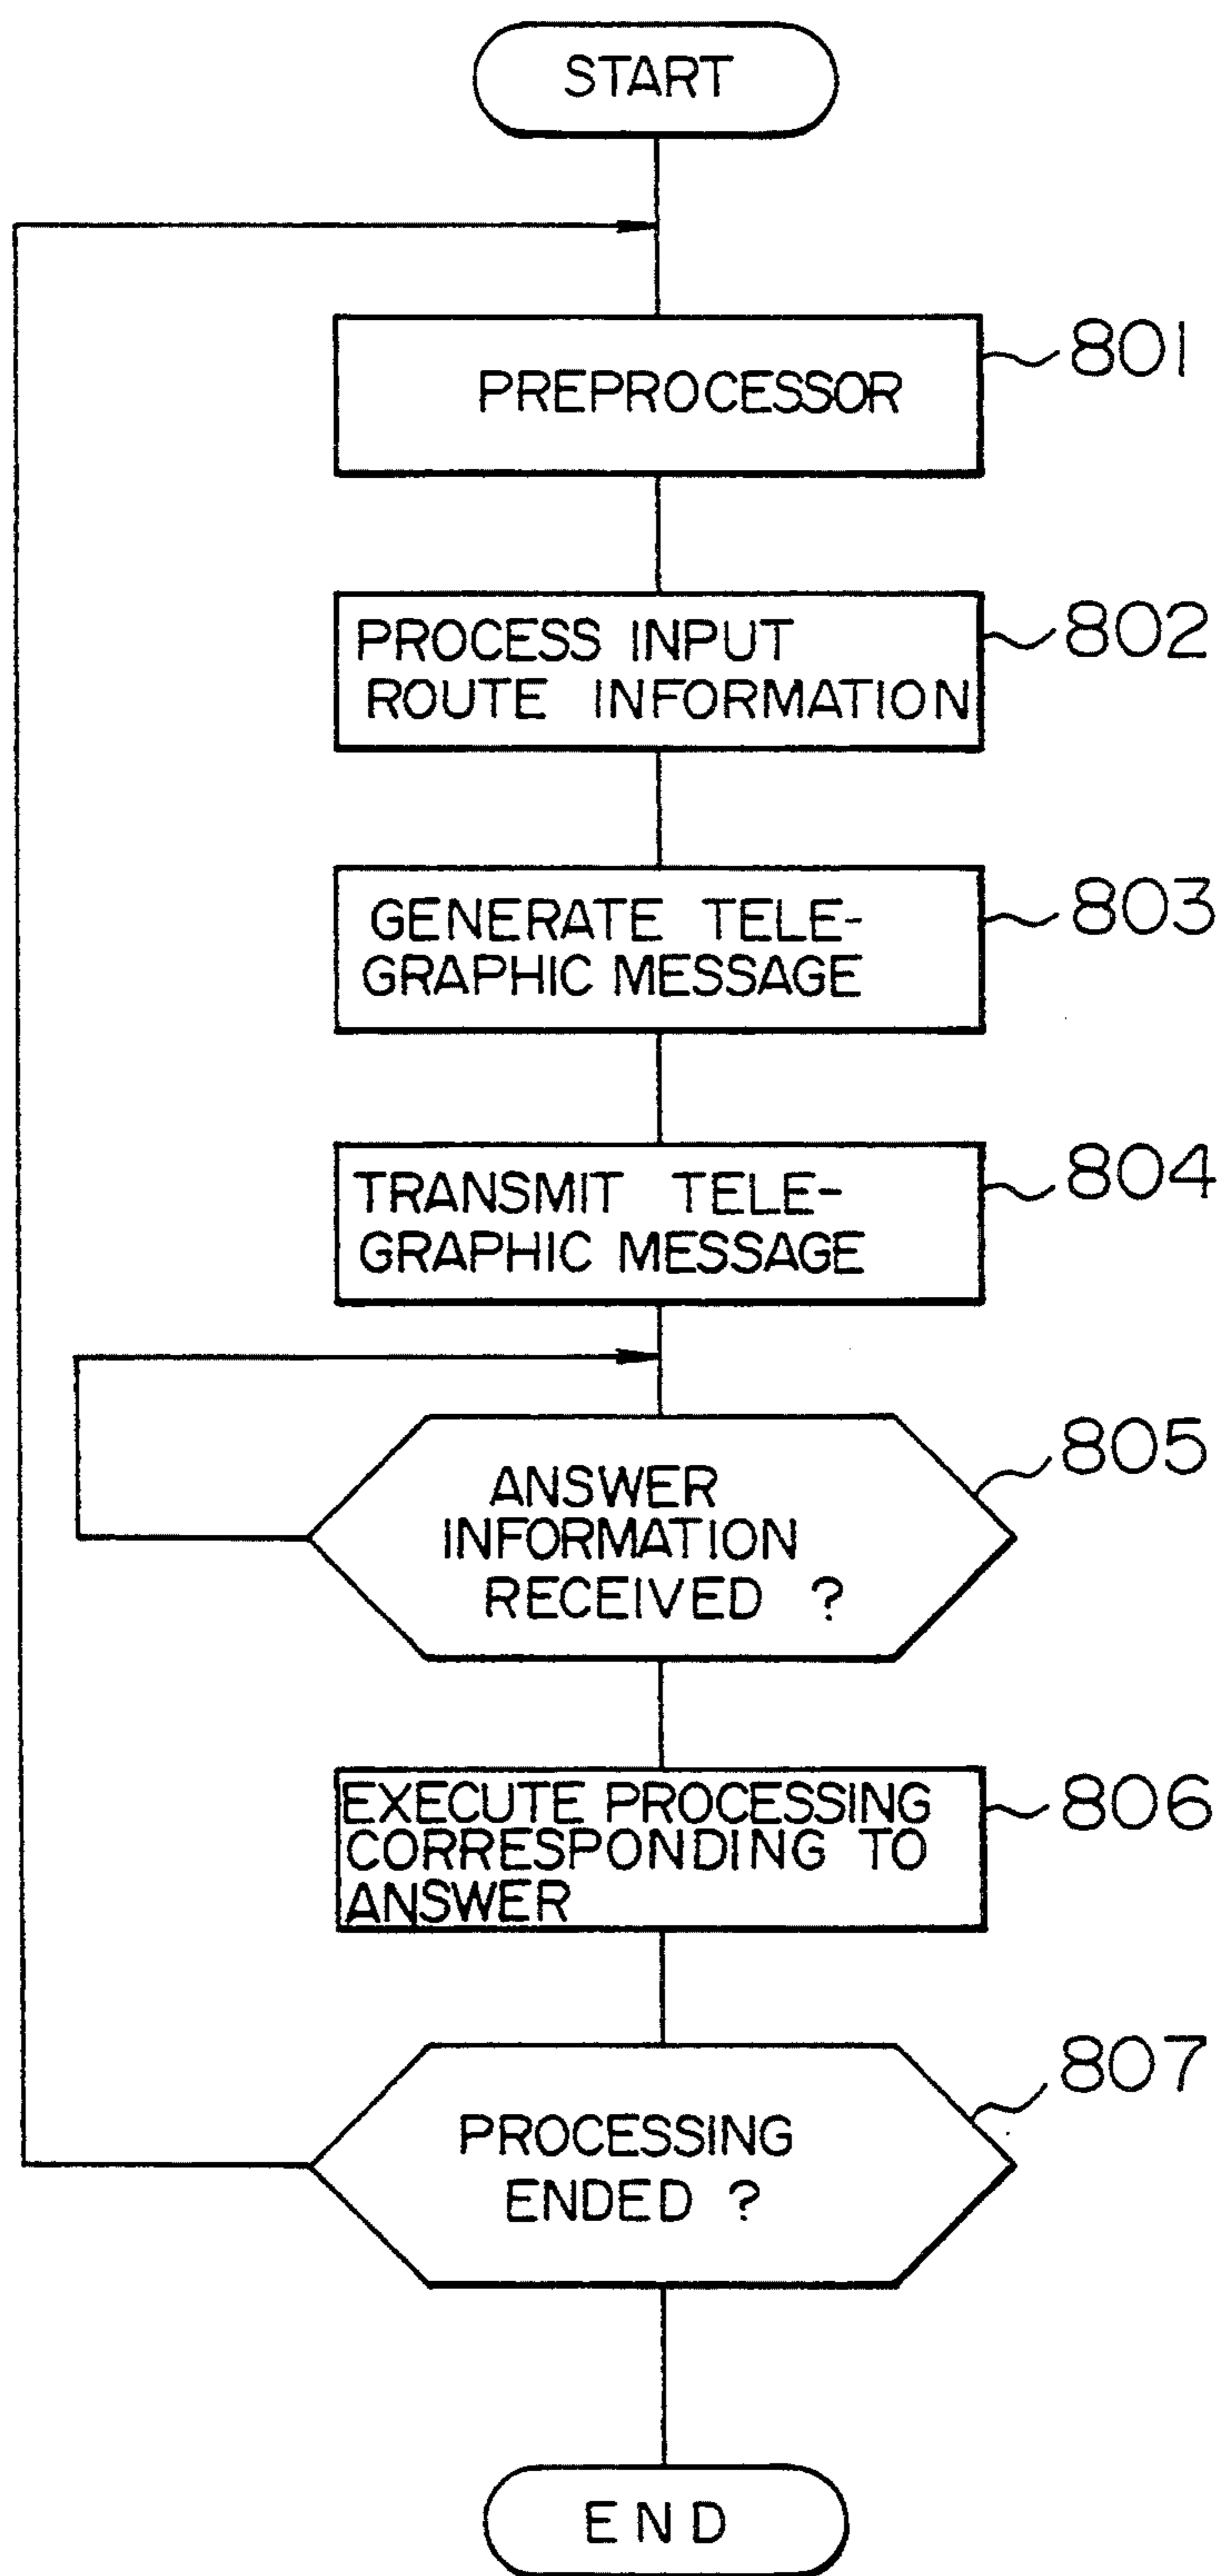 START
PREPROCESSOR
801
PROCESS INPUT
ROUTE INFORMATION
802
GENERATE TELE-
GRAPHIC MESSAGE
803
TRANSMIT TELE-
GRAPHIC MESSAGE
804
ANSWER
INFORMATION
RECEIVED ?
805
EXECUTE PROCESSING
CORRESPONDING TO
ANSWER
806
PROCESSING
ENDED ?
807
END